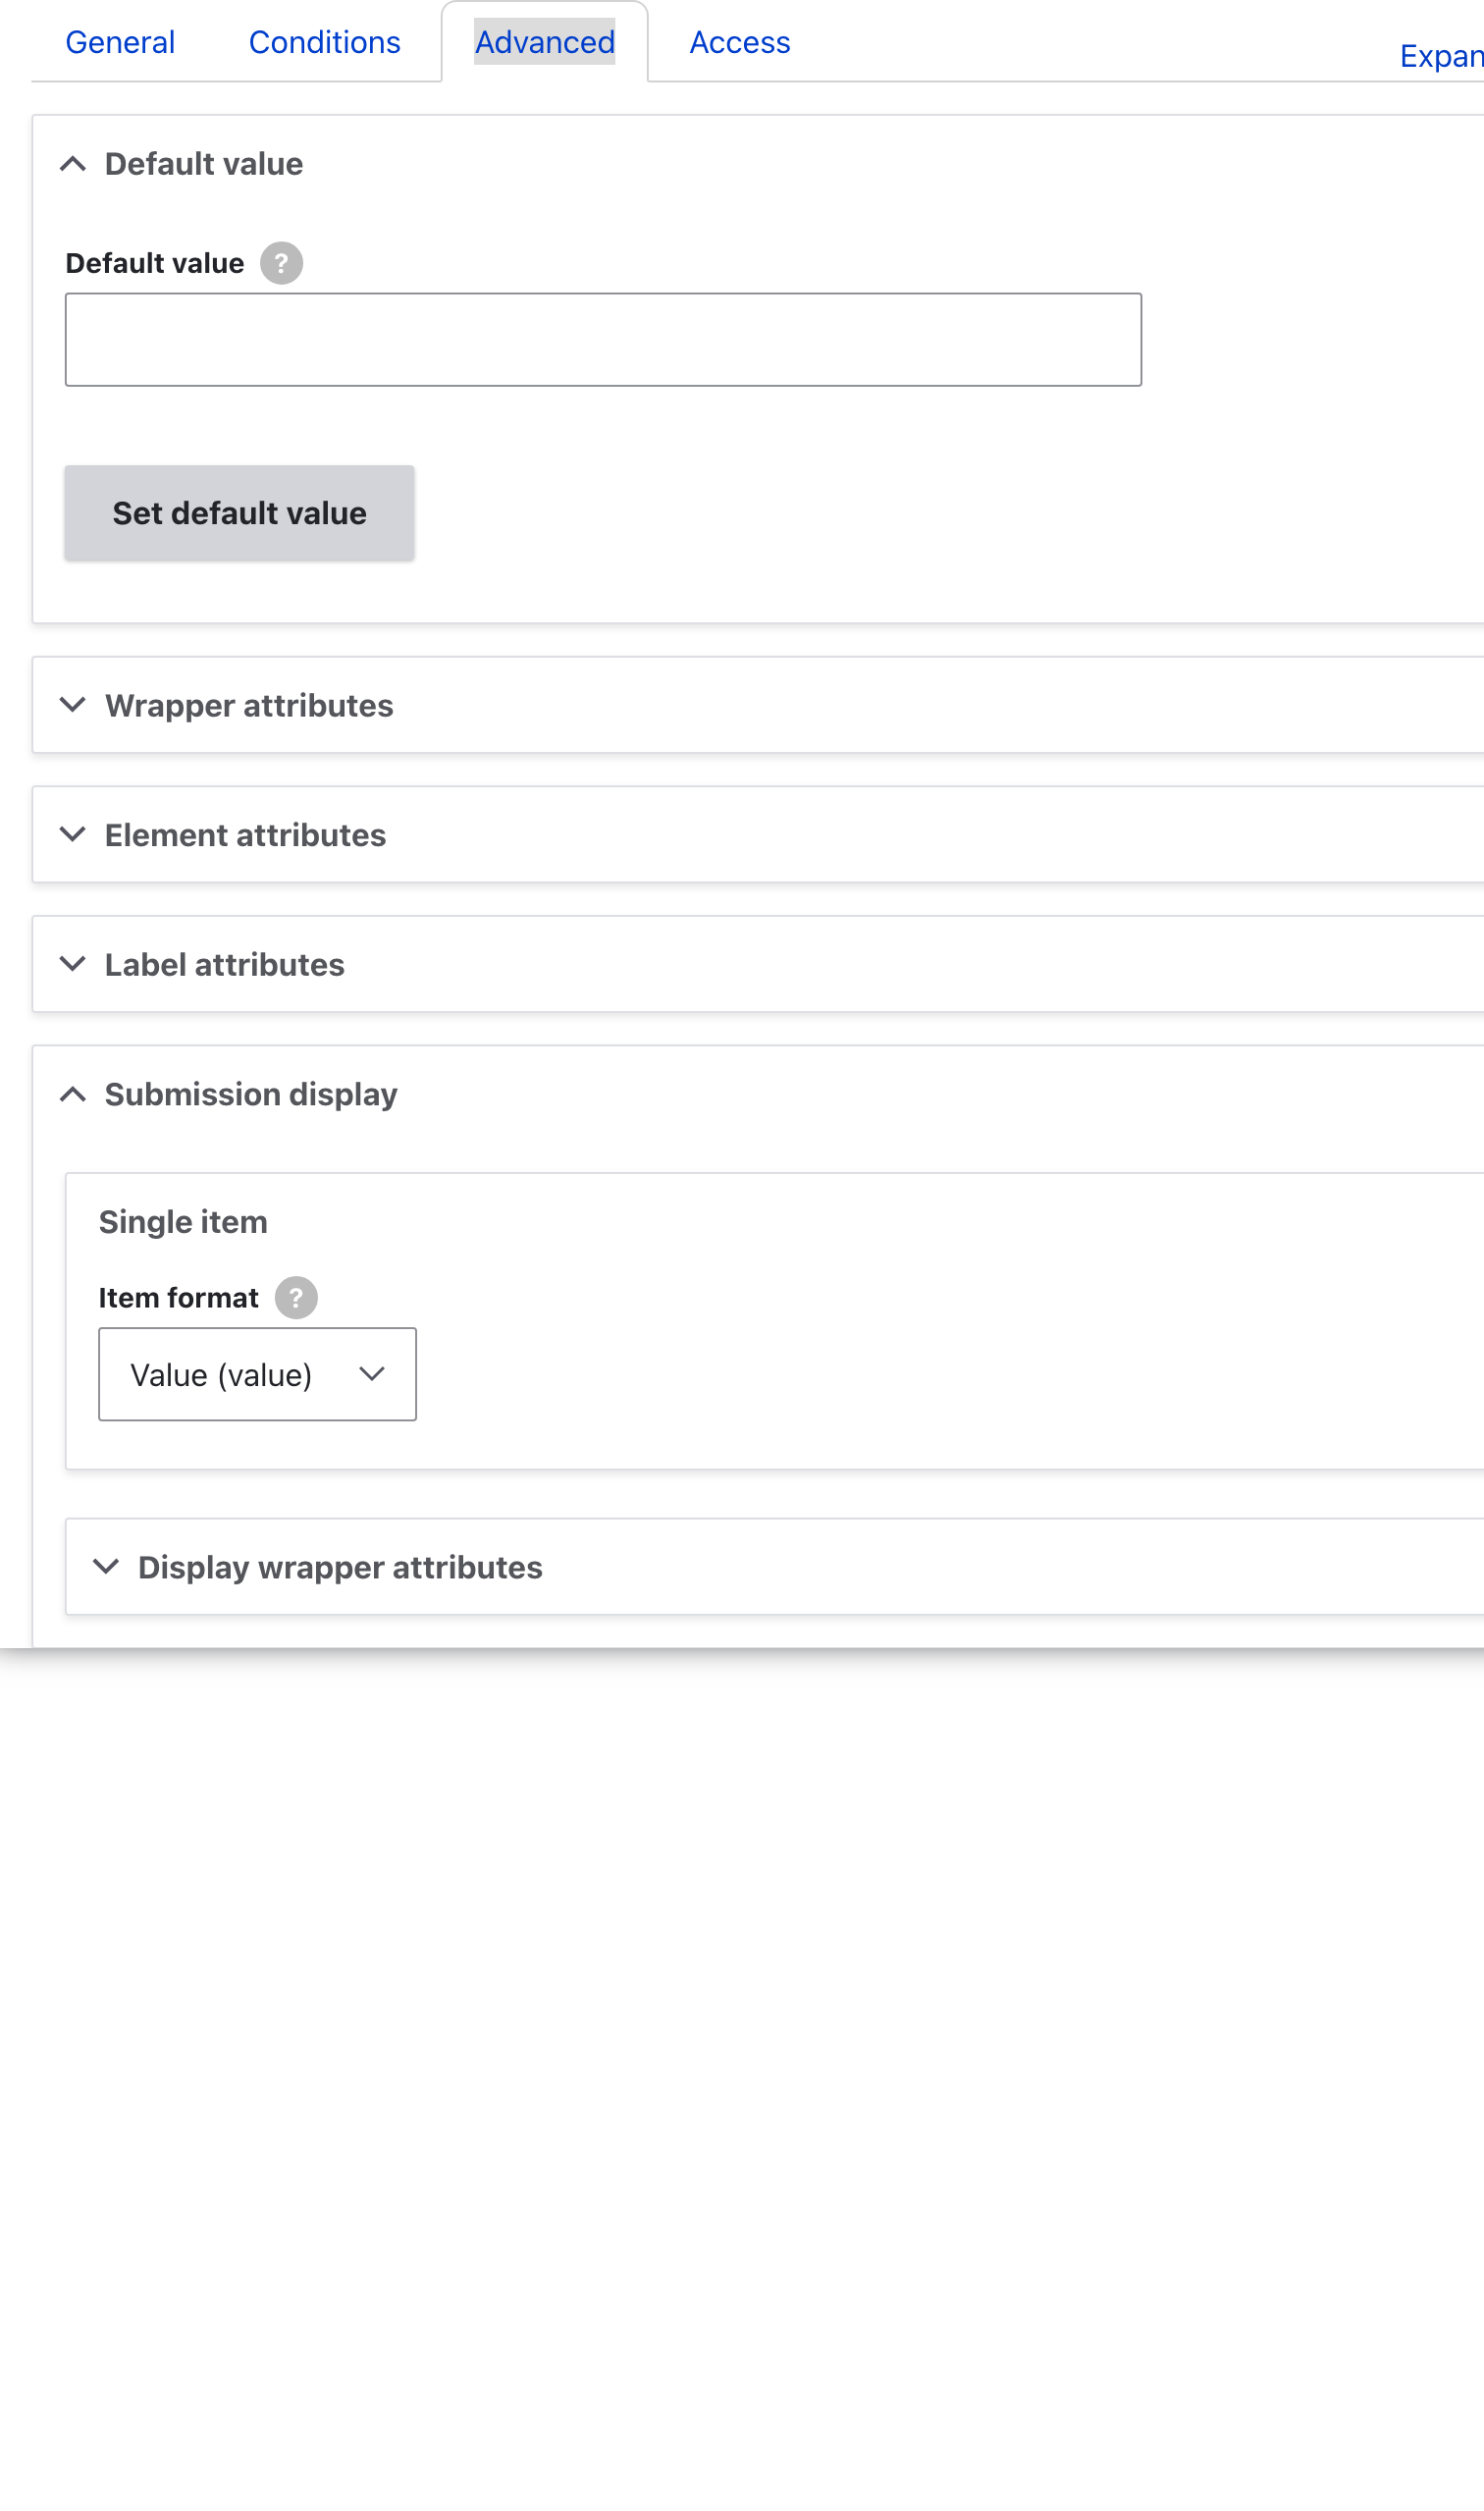 General Conditions Advanced Access Expan
Default value
Default value ?
Set default value
Wrapper attributes
Element attributes
Label attributes
Submission display
Single item
Item format ?
Value (value)
Display wrapper attributes